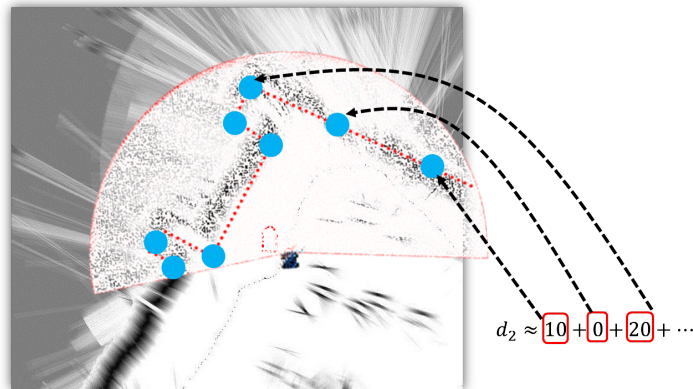 d₂ ≈ 10 + 0 + 20 + ⋯